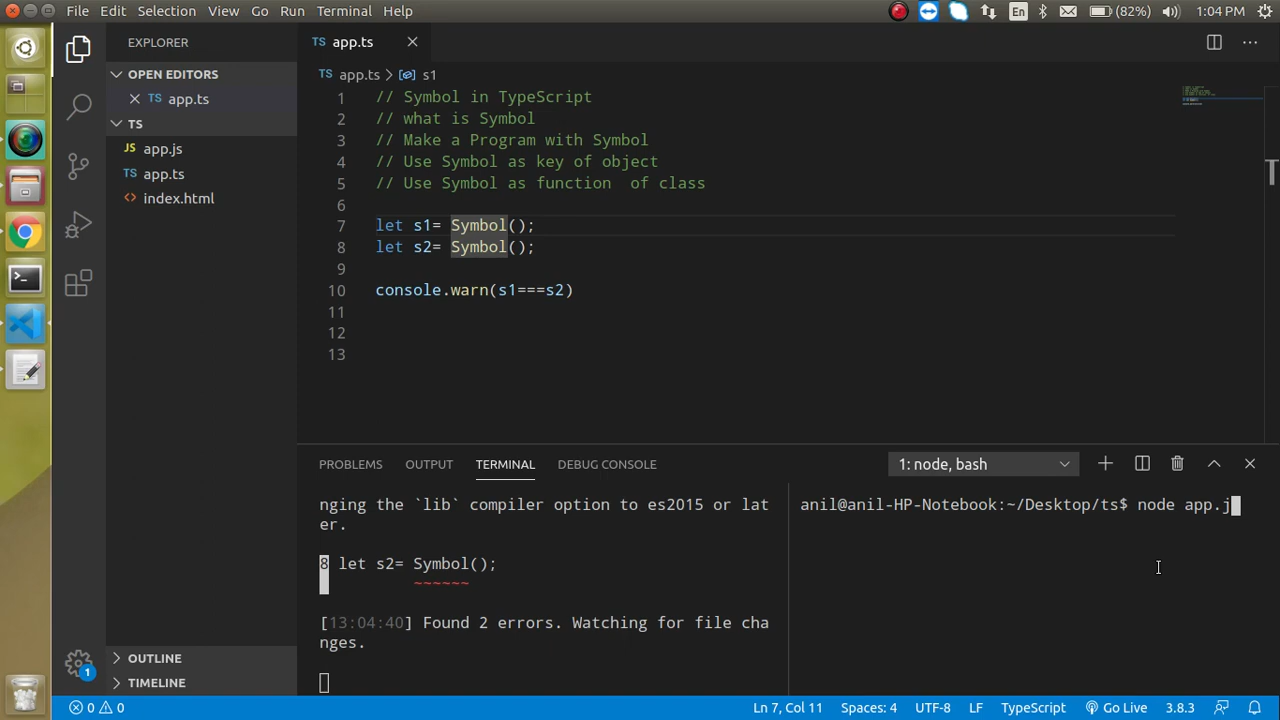 File Edit Selection View Go Run Terminal Help
En (82%) 1:04 PM
EXPLORER
OPEN EDITORS
TS app.ts
TS
JS app.js
TS app.ts
<> index.html
OUTLINE
TIMELINE
TS app.ts
TS app.ts > s1
1 // Symbol in TypeScript
2 // what is Symbol
3 // Make a Program with Symbol
4 // Use Symbol as key of object
5 // Use Symbol as function  of class
6
7 let s1= Symbol();
8 let s2= Symbol();
9
10 console.warn(s1===s2)
11
12
13
PROBLEMS OUTPUT TERMINAL DEBUG CONSOLE 1: node, bash
nging the `lib` compiler option to es2015 or lat
er.
8 let s2= Symbol();
~~~~~~
[13:04:40] Found 2 errors. Watching for file cha
nges.
anil@anil-HP-Notebook:~/Desktop/ts$ node app.j
1
0 0 Ln 7, Col 11 Spaces: 4 UTF-8 LF TypeScript Go Live 3.8.3